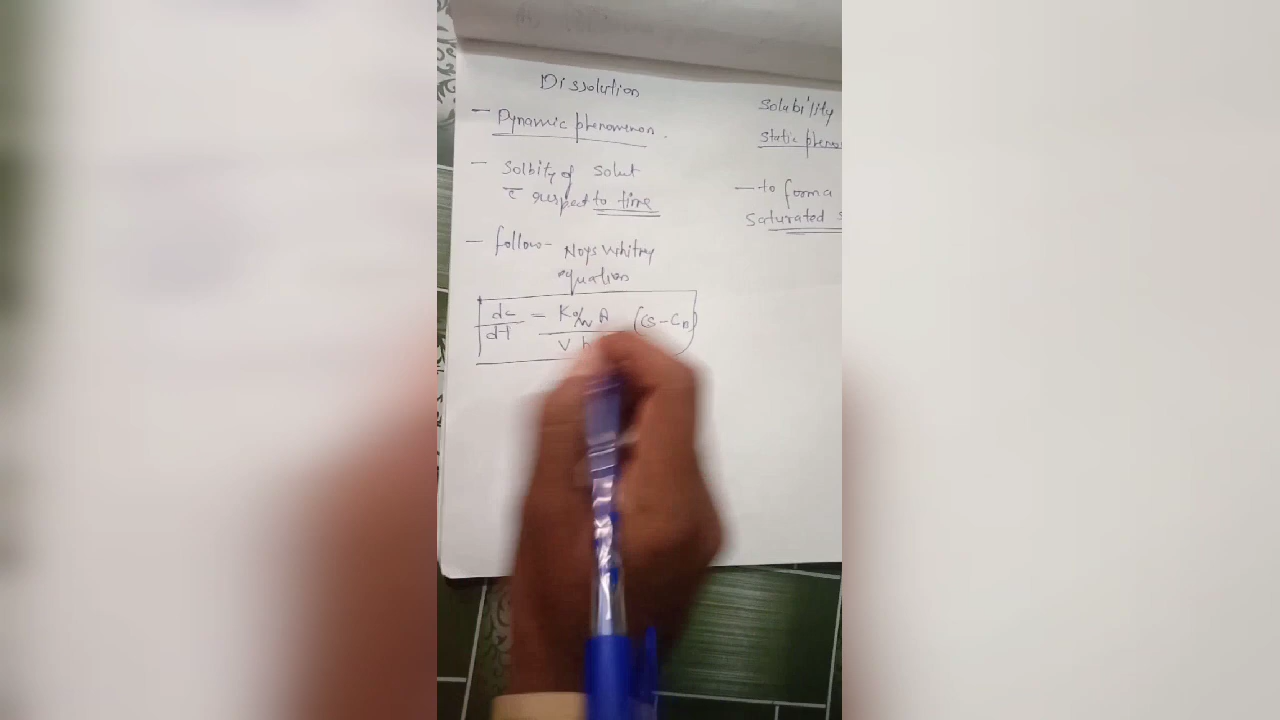 Dissolution
- Dynamic phenomenon.
- Solbity of solut
c̄ respect to time
- follow - Noys Whitny
equation
dc/dt = K o/w A / V h (Cs - Cb)
Solubility
Static
- to form a
Saturated